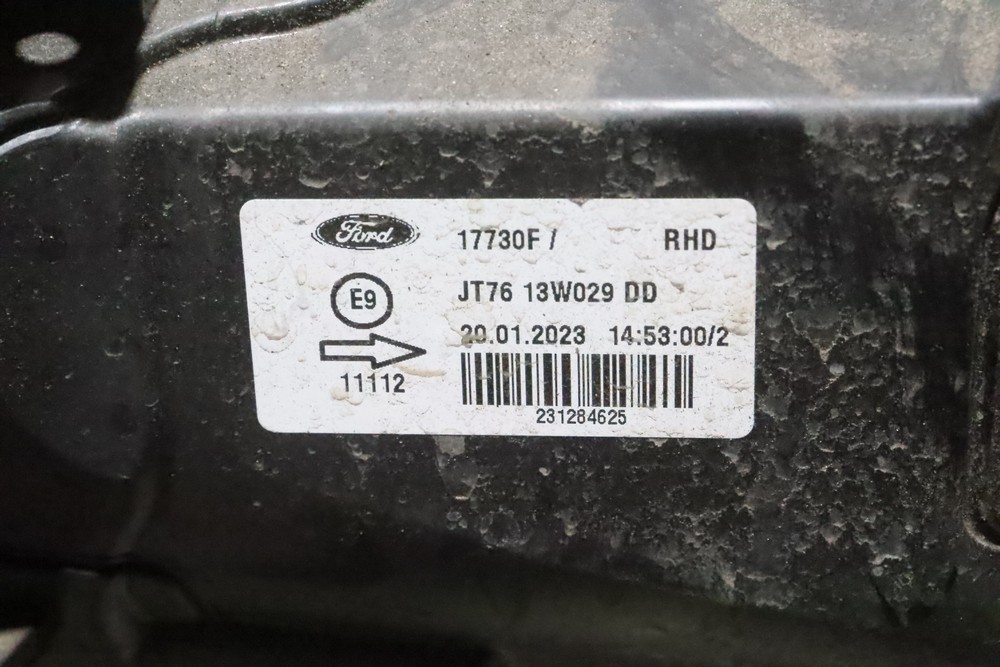 Ford
17730F / RHD
E9
JT76 13W029 DD
20.01.2023 14:53:00/2
11112
231284625